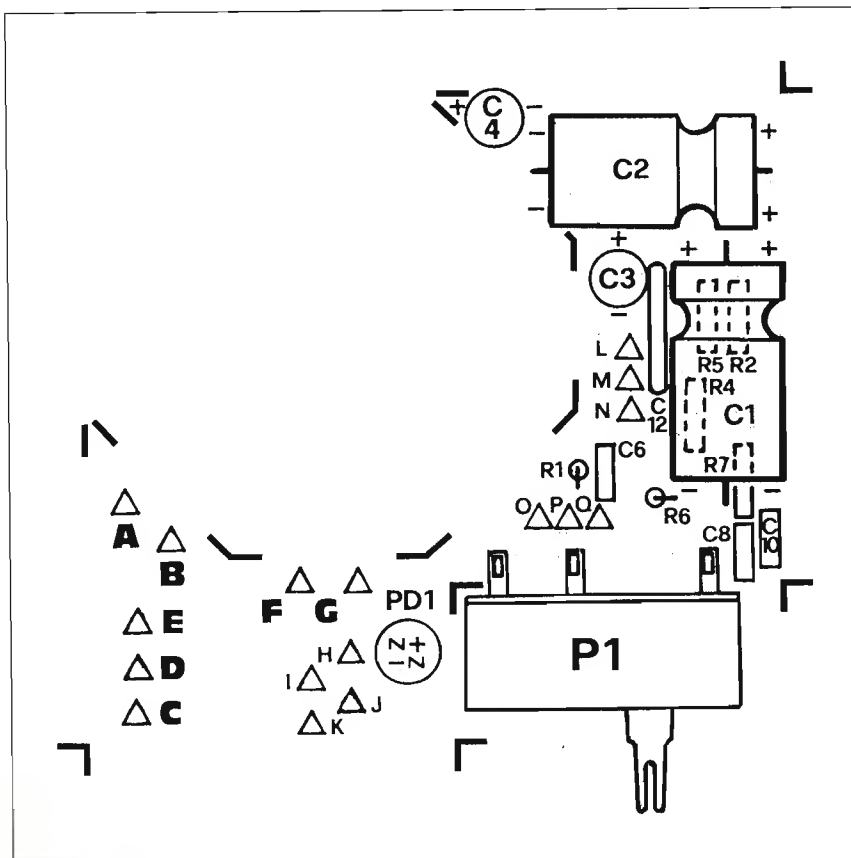 + C 4 -
- C2 +
- +
+ + +
C3
-
L
R5 R2
M R4
N C 12 C1
C6
R1 R7
O P Q - -
R6
A C8 C 10
B
F G PD1
E
P1
H N- +N
D I
C J
K